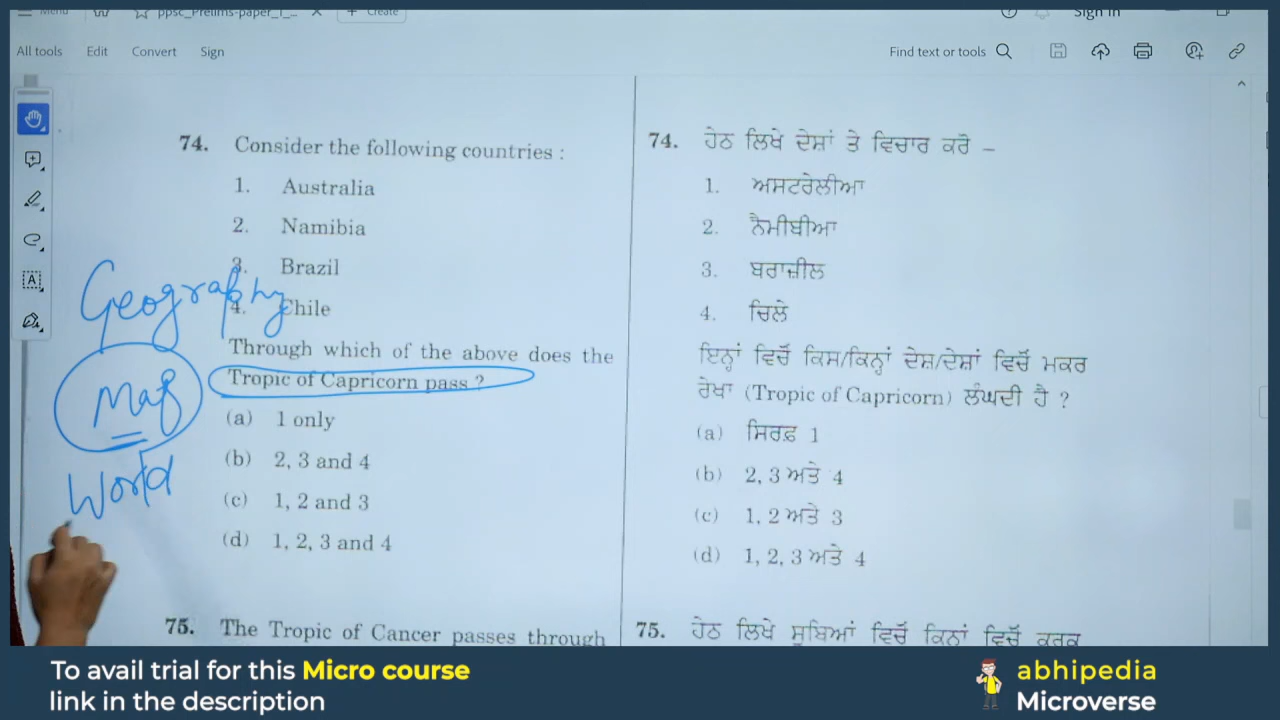 Menu
ppsc_Prelims-paper_1_...
Create
Sign in
All tools Edit Convert Sign
Find text or tools
74. Consider the following countries :
1. Australia
2. Namibia
3. Brazil
4. Chile
Through which of the above does the
Tropic of Capricorn pass ?
(a) 1 only
(b) 2, 3 and 4
(c) 1, 2 and 3
(d) 1, 2, 3 and 4
75. The Tropic of Cancer passes through
Geography
Map
World
74. ਹੇਠ ਲਿਖੇ ਦੇਸ਼ਾਂ ਤੇ ਵਿਚਾਰ ਕਰੋ –
1. ਅਸਟਰੇਲੀਆ
2. ਨੈਮੀਬੀਆ
3. ਬਰਾਜ਼ੀਲ
4. ਚਿਲੇ
ਇਨ੍ਹਾਂ ਵਿਚੋਂ ਕਿਸ/ਕਿਨ੍ਹਾਂ ਦੇਸ਼/ਦੇਸ਼ਾਂ ਵਿਚੋਂ ਮਕਰ
ਰੇਖਾ (Tropic of Capricorn) ਲੰਘਦੀ ਹੈ ?
(a) ਸਿਰਫ਼ 1
(b) 2, 3 ਅਤੇ 4
(c) 1, 2 ਅਤੇ 3
(d) 1, 2, 3 ਅਤੇ 4
75. ਹੇਠ ਲਿਖੇ ਸੂਬਿਆਂ ਵਿਚੋਂ ਕਿਨਾਂ ਵਿਚੋਂ ਕਰਕ
To avail trial for this Micro course
link in the description
abhipedia
Microverse